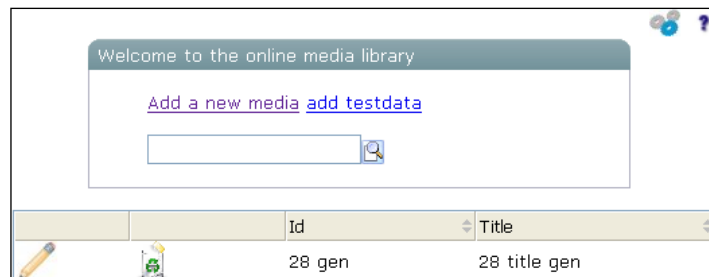 ?
Welcome to the online media library
Add a new media add testdata
Id Title
28 gen 28 title gen